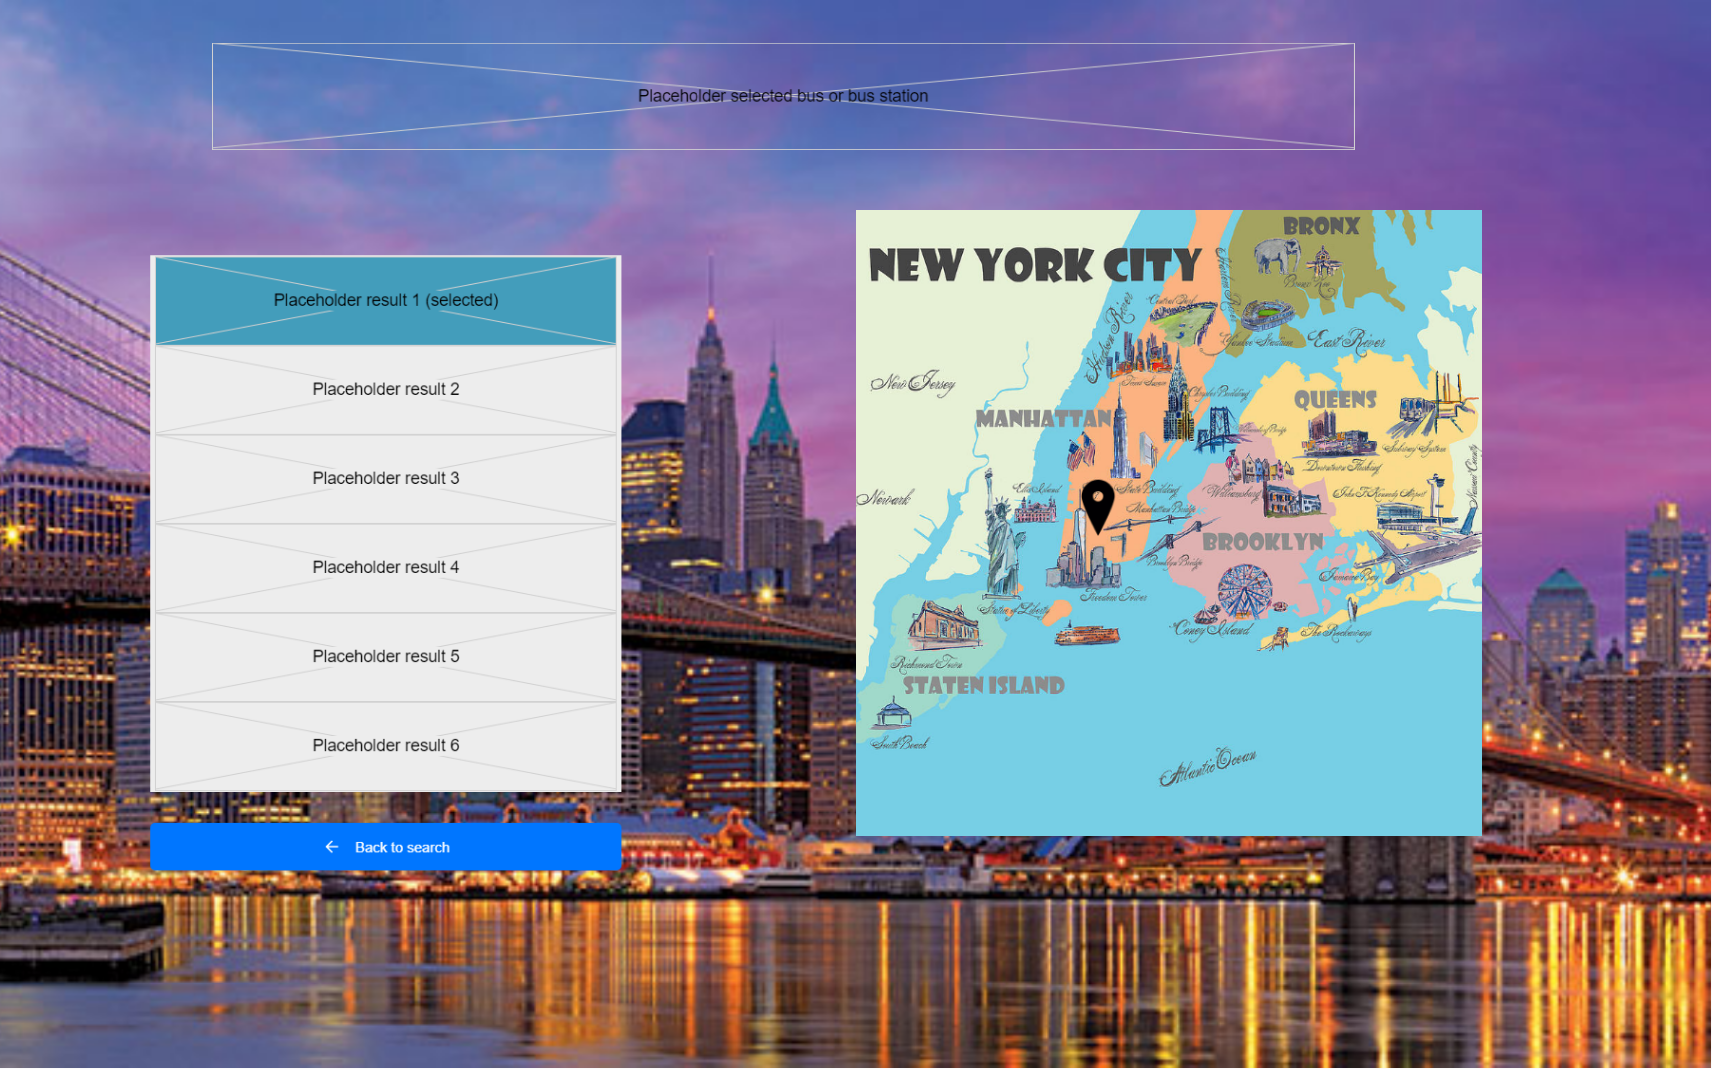 Placeholder selected bus or bus station
Placeholder result 1 (selected)
Placeholder result 2
Placeholder result 3
Placeholder result 4
Placeholder result 5
Placeholder result 6
← Back to search
NEW YORK CITY
BRONX
Bronx Zoo
Central Park
Hudson River
Yankee Stadium
East River
New Jersey
Times Square
Chrysler Building
MANHATTAN
QUEENS
Subway System
Downtown Flushing
Newark
Ellis Island
State Building
Manhattan Bridge
Williamsburg
John F. Kennedy Airport
Nassau County
BROOKLYN
Brooklyn Bridge
Jamaica Bay
Freedom Tower
Statue of Liberty
Coney Island
The Rockaways
Richmond Town
STATEN ISLAND
South Beach
Atlantic Ocean